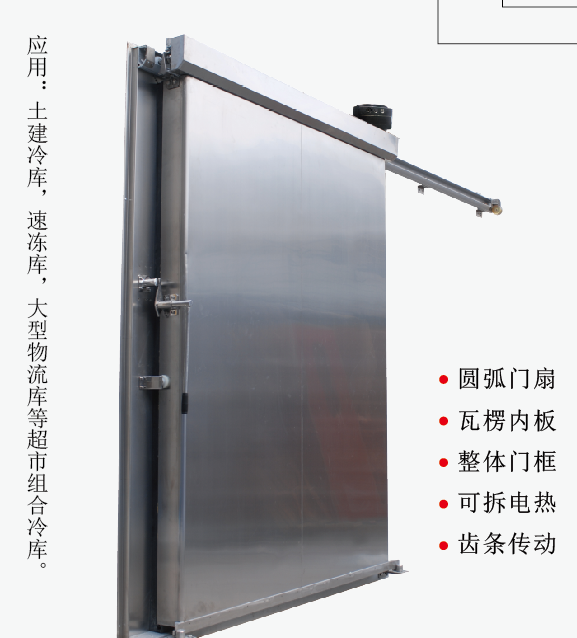 应用：土建冷库，速冻库，大型物流库等超市组合冷库。
圆弧门扇
瓦楞内板
整体门框
可拆电热
齿条传动